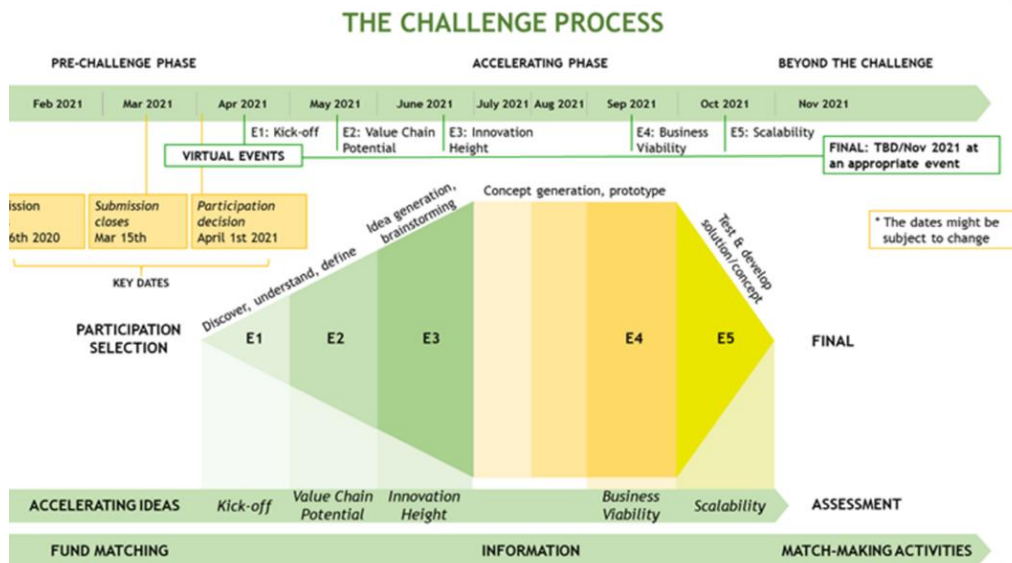 THE CHALLENGE PROCESS
PRE-CHALLENGE PHASE
ACCELERATING PHASE
BEYOND THE CHALLENGE
Feb 2021
Mar 2021
Apr 2021
May 2021
June 2021
July 2021
Aug 2021
Sep 2021
Oct 2021
Nov 2021
E1: Kick-off
E2: Value Chain
Potential
E3: Innovation
Height
E4: Business
Viability
E5: Scalability
VIRTUAL EVENTS
FINAL: TBD/Nov 2021 at
an appropriate event
ission
6th 2020
Submission
closes
Mar 15th
Participation
decision
April 1st 2021
KEY DATES
* The dates might be
subject to change
Discover, understand, define
Idea generation,
brainstorming
Concept generation, prototype
Test & develop
solution/concept
PARTICIPATION
SELECTION
E1
E2
E3
E4
E5
FINAL
ACCELERATING IDEAS
Kick-off
Value Chain
Potential
Innovation
Height
Business
Viability
Scalability
ASSESSMENT
FUND MATCHING
INFORMATION
MATCH-MAKING ACTIVITIES